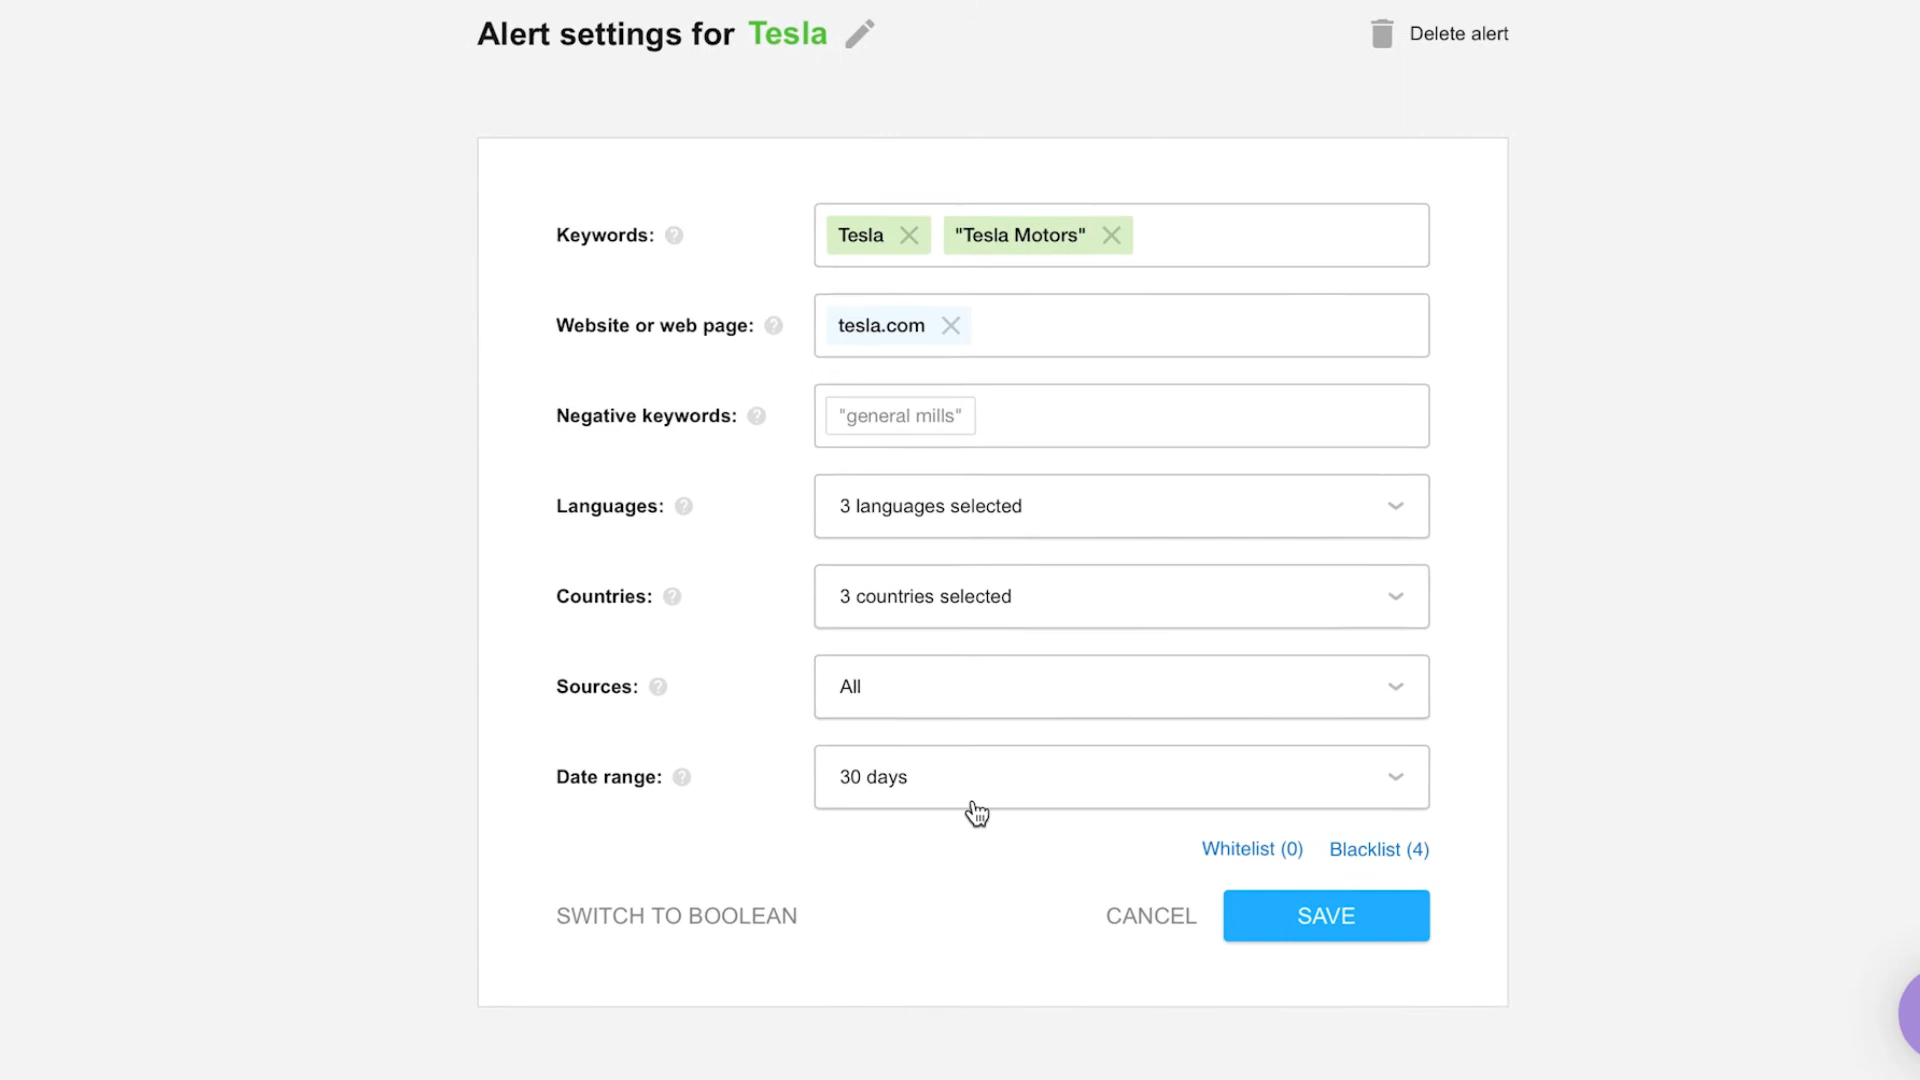 Alert settings for Tesla
Delete alert
Keywords: ? Tesla "Tesla Motors"
Website or web page: ? tesla.com
Negative keywords: ? "general mills"
Languages: ? 3 languages selected
Countries: ? 3 countries selected
Sources: ? All
Date range: ? 30 days
Whitelist (0) Blacklist (4)
SWITCH TO BOOLEAN CANCEL SAVE